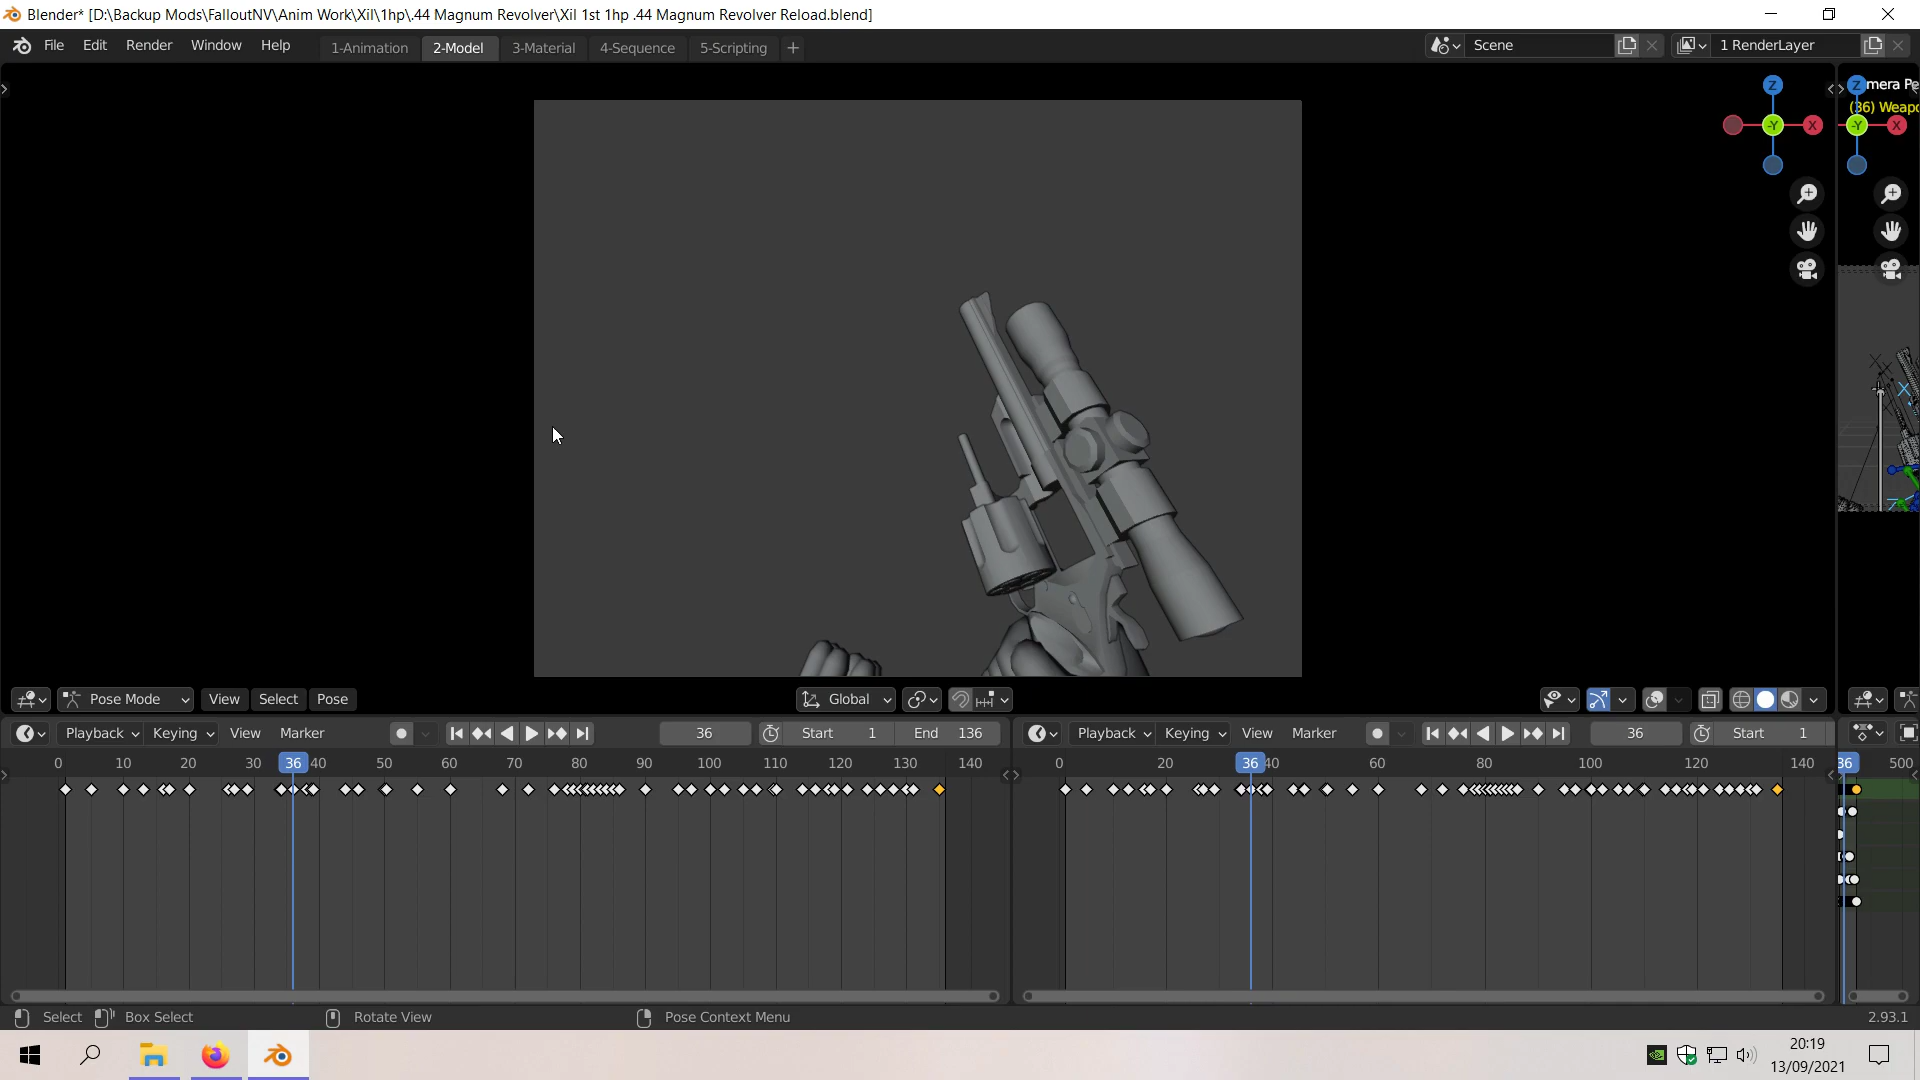 Blender* [D:\Backup Mods\FalloutNV\Anim Work\Xil\1hp\.44 Magnum Revolver\Xil 1st 1hp .44 Magnum Revolver Reload.blend]
File Edit Render Window Help 1-Animation 2-Model 3-Material 4-Sequence 5-Scripting + Scene 1 RenderLayer
Z Z mera Pe
(36) Weapo
-Y X -Y X
Pose Mode View Select Pose Global
Playback Keying View Marker 36 Start 1 End 136 Playback Keying View Marker 36 Start 1
0 10 20 30 36 40 50 60 70 80 90 100 110 120 130 140 0 20 36 40 60 80 100 120 140 36 500
Select Box Select Rotate View Pose Context Menu 2.93.1
20:19
13/09/2021